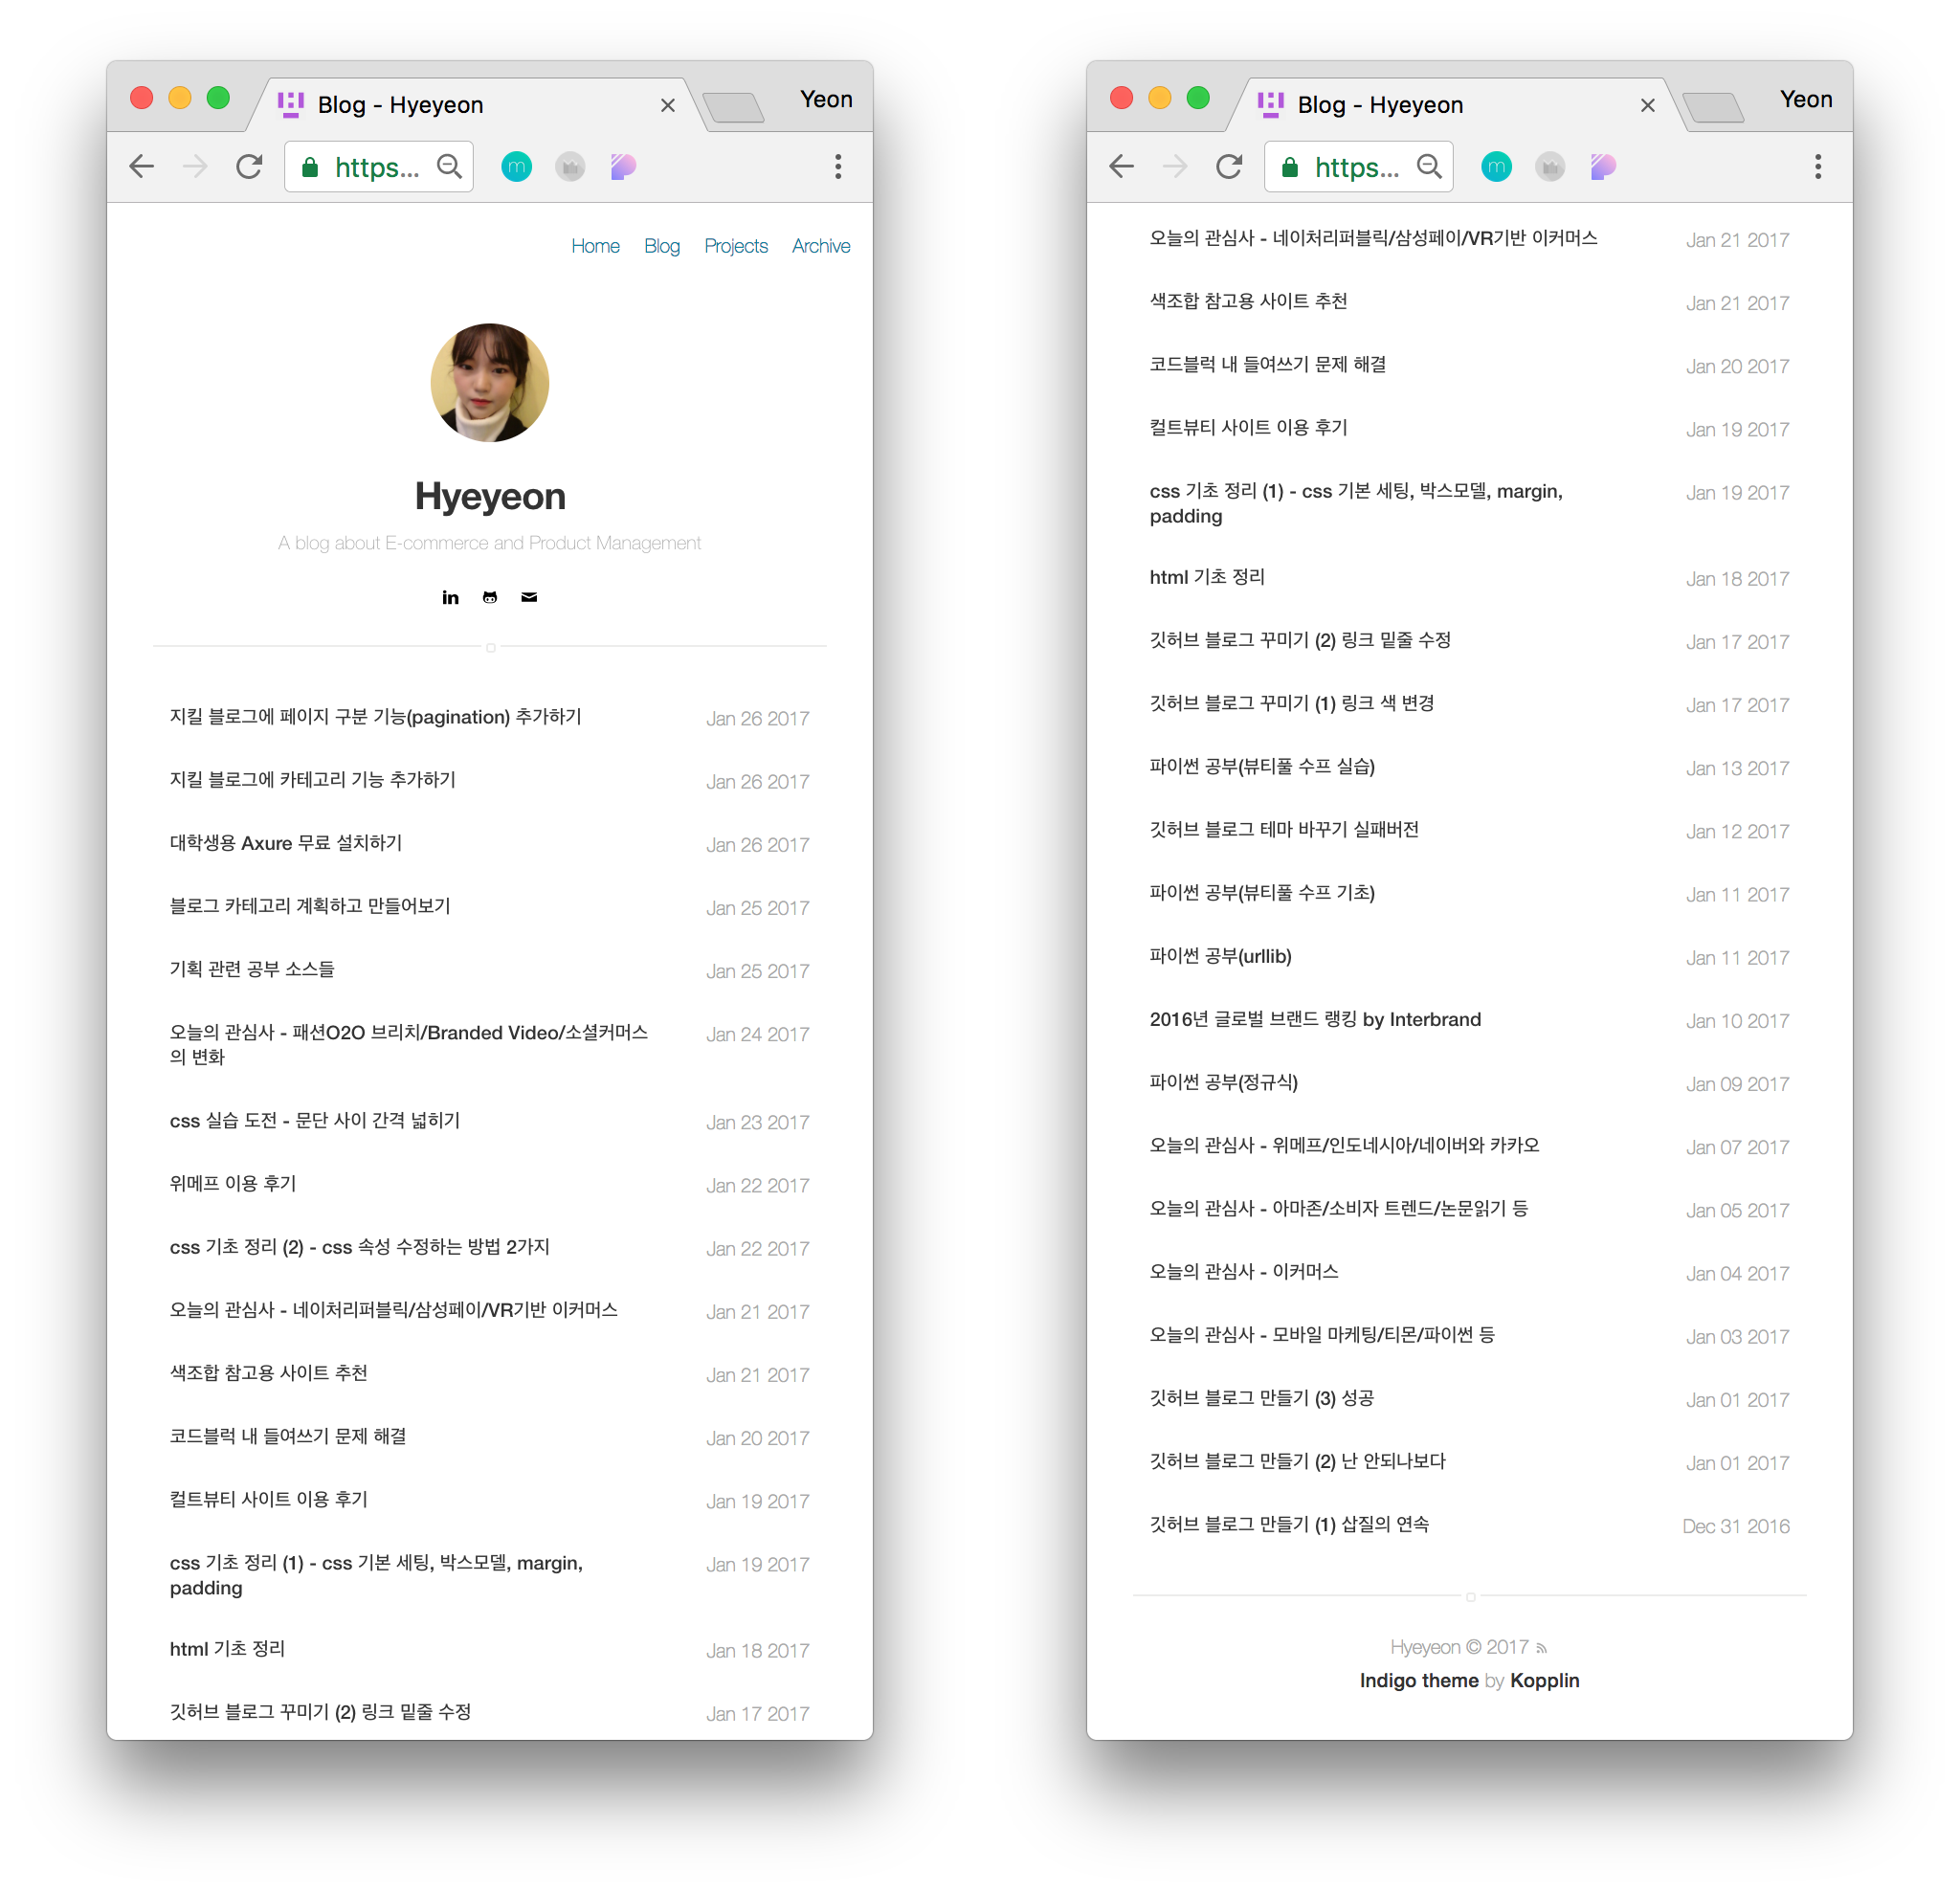 Blog - Hyeyeon
Yeon
https...
Home Blog Projects Archive
Hyeyeon
A blog about E-commerce and Product Management
지킬 블로그에 페이지 구분 기능(pagination) 추가하기 Jan 26 2017
지킬 블로그에 카테고리 기능 추가하기 Jan 26 2017
대학생용 Axure 무료 설치하기 Jan 26 2017
블로그 카테고리 계획하고 만들어보기 Jan 25 2017
기획 관련 공부 소스들 Jan 25 2017
오늘의 관심사 - 패션O2O 브리치/Branded Video/소셜커머스 Jan 24 2017
의 변화
css 실습 도전 - 문단 사이 간격 넓히기 Jan 23 2017
위메프 이용 후기 Jan 22 2017
css 기초 정리 (2) - css 속성 수정하는 방법 2가지 Jan 22 2017
오늘의 관심사 - 네이처리퍼블릭/삼성페이/VR기반 이커머스 Jan 21 2017
색조합 참고용 사이트 추천 Jan 21 2017
코드블럭 내 들여쓰기 문제 해결 Jan 20 2017
컬트뷰티 사이트 이용 후기 Jan 19 2017
css 기초 정리 (1) - css 기본 세팅, 박스모델, margin, Jan 19 2017
padding
html 기초 정리 Jan 18 2017
깃허브 블로그 꾸미기 (2) 링크 밑줄 수정 Jan 17 2017
Blog - Hyeyeon
Yeon
https...
오늘의 관심사 - 네이처리퍼블릭/삼성페이/VR기반 이커머스 Jan 21 2017
색조합 참고용 사이트 추천 Jan 21 2017
코드블럭 내 들여쓰기 문제 해결 Jan 20 2017
컬트뷰티 사이트 이용 후기 Jan 19 2017
css 기초 정리 (1) - css 기본 세팅, 박스모델, margin, Jan 19 2017
padding
html 기초 정리 Jan 18 2017
깃허브 블로그 꾸미기 (2) 링크 밑줄 수정 Jan 17 2017
깃허브 블로그 꾸미기 (1) 링크 색 변경 Jan 17 2017
파이썬 공부(뷰티풀 수프 실습) Jan 13 2017
깃허브 블로그 테마 바꾸기 실패버전 Jan 12 2017
파이썬 공부(뷰티풀 수프 기초) Jan 11 2017
파이썬 공부(urllib) Jan 11 2017
2016년 글로벌 브랜드 랭킹 by Interbrand Jan 10 2017
파이썬 공부(정규식) Jan 09 2017
오늘의 관심사 - 위메프/인도네시아/네이버와 카카오 Jan 07 2017
오늘의 관심사 - 아마존/소비자 트렌드/논문읽기 등 Jan 05 2017
오늘의 관심사 - 이커머스 Jan 04 2017
오늘의 관심사 - 모바일 마케팅/티몬/파이썬 등 Jan 03 2017
깃허브 블로그 만들기 (3) 성공 Jan 01 2017
깃허브 블로그 만들기 (2) 난 안되나보다 Jan 01 2017
깃허브 블로그 만들기 (1) 삽질의 연속 Dec 31 2016
Hyeyeon © 2017
Indigo theme by Kopplin